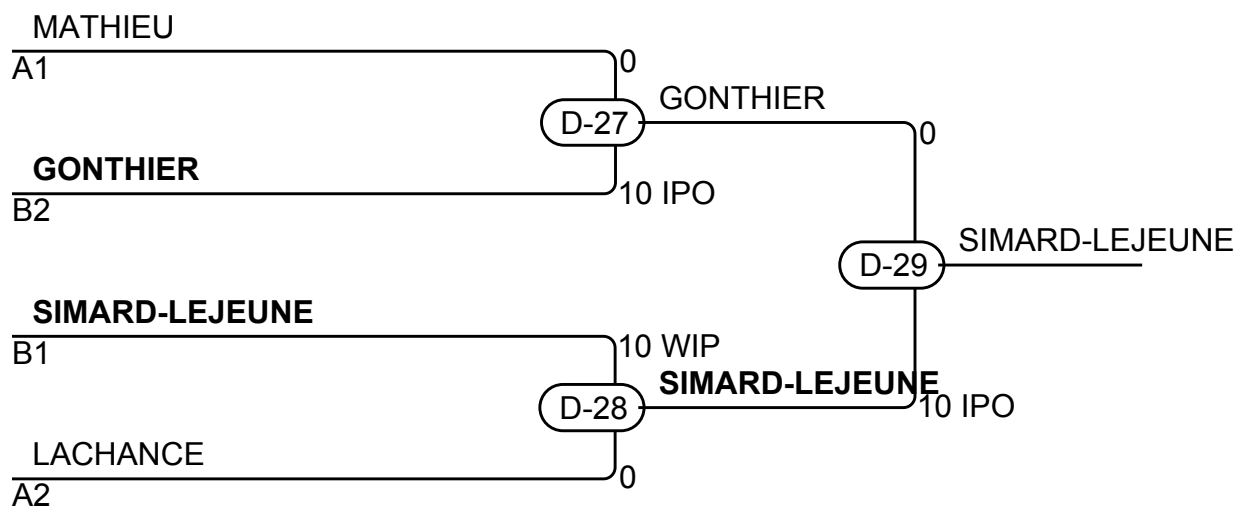 MATHIEU
A1
0
D-27
GONTHIER
0
GONTHIER
B2
10 IPO
D-29
SIMARD-LEJEUNE
SIMARD-LEJEUNE
B1
10 WIP
D-28
SIMARD-LEJEUNE
10 IPO
LACHANCE
A2
0